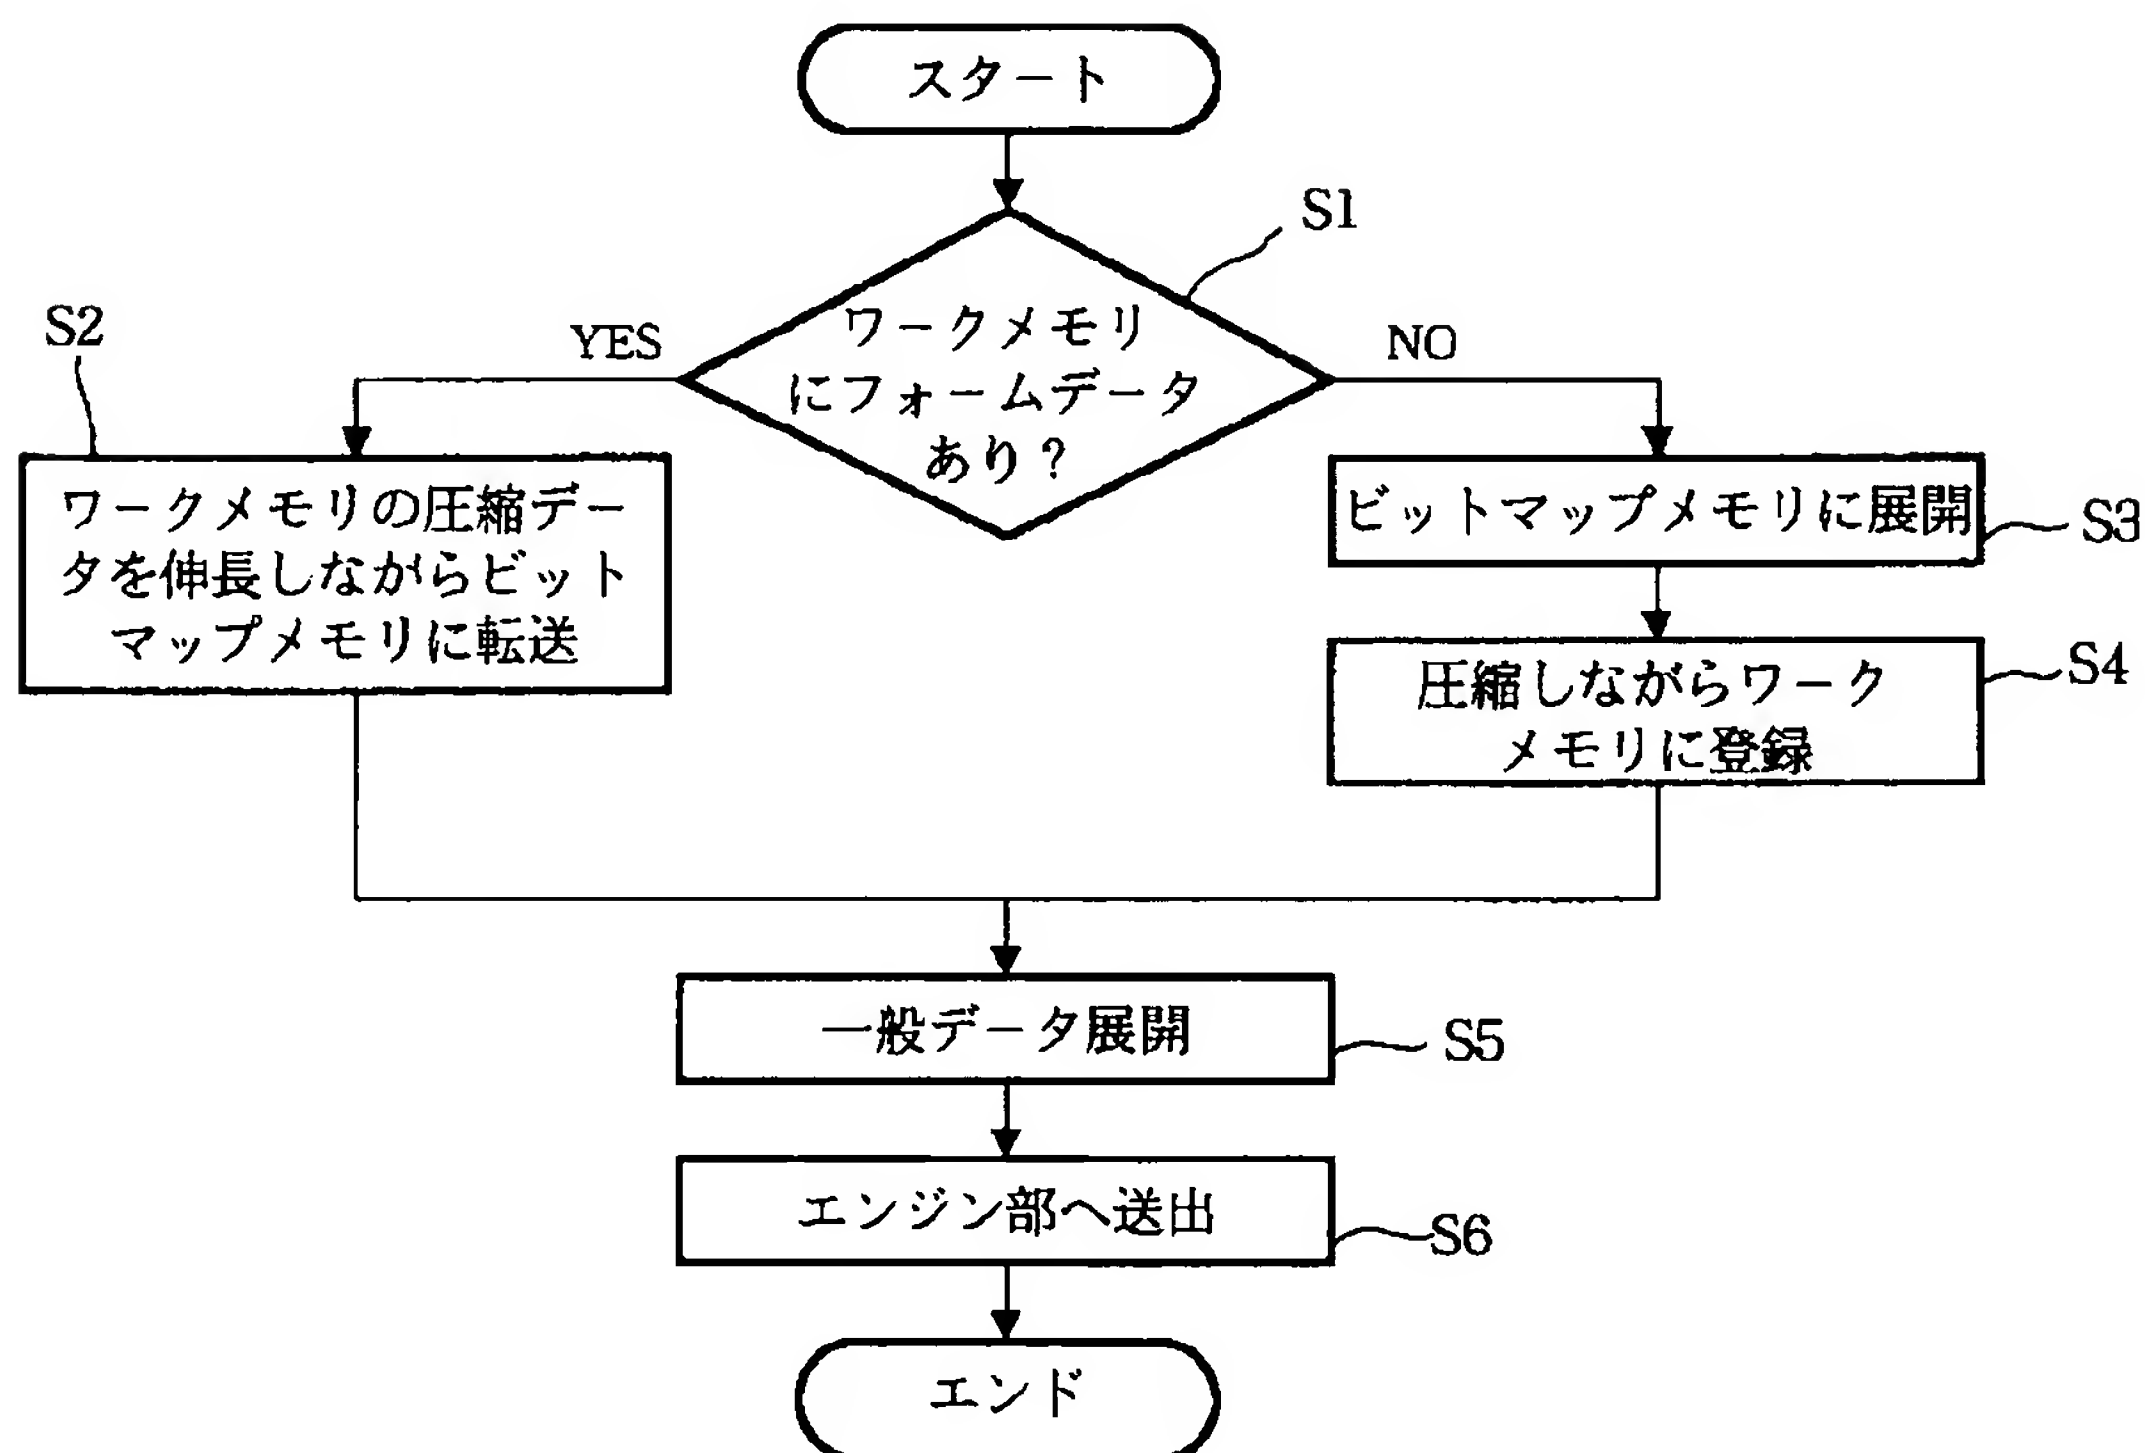 スタート
S1
ワークメモリ
にフォームデータ
あり？
YES
NO
S2
ワークメモリの圧縮デー
タを伸長しながらビット
マップメモリに転送
ビットマップメモリに展開
S3
圧縮しながらワーク
メモリに登録
S4
一般データ展開
S5
エンジン部へ送出
S6
エンド